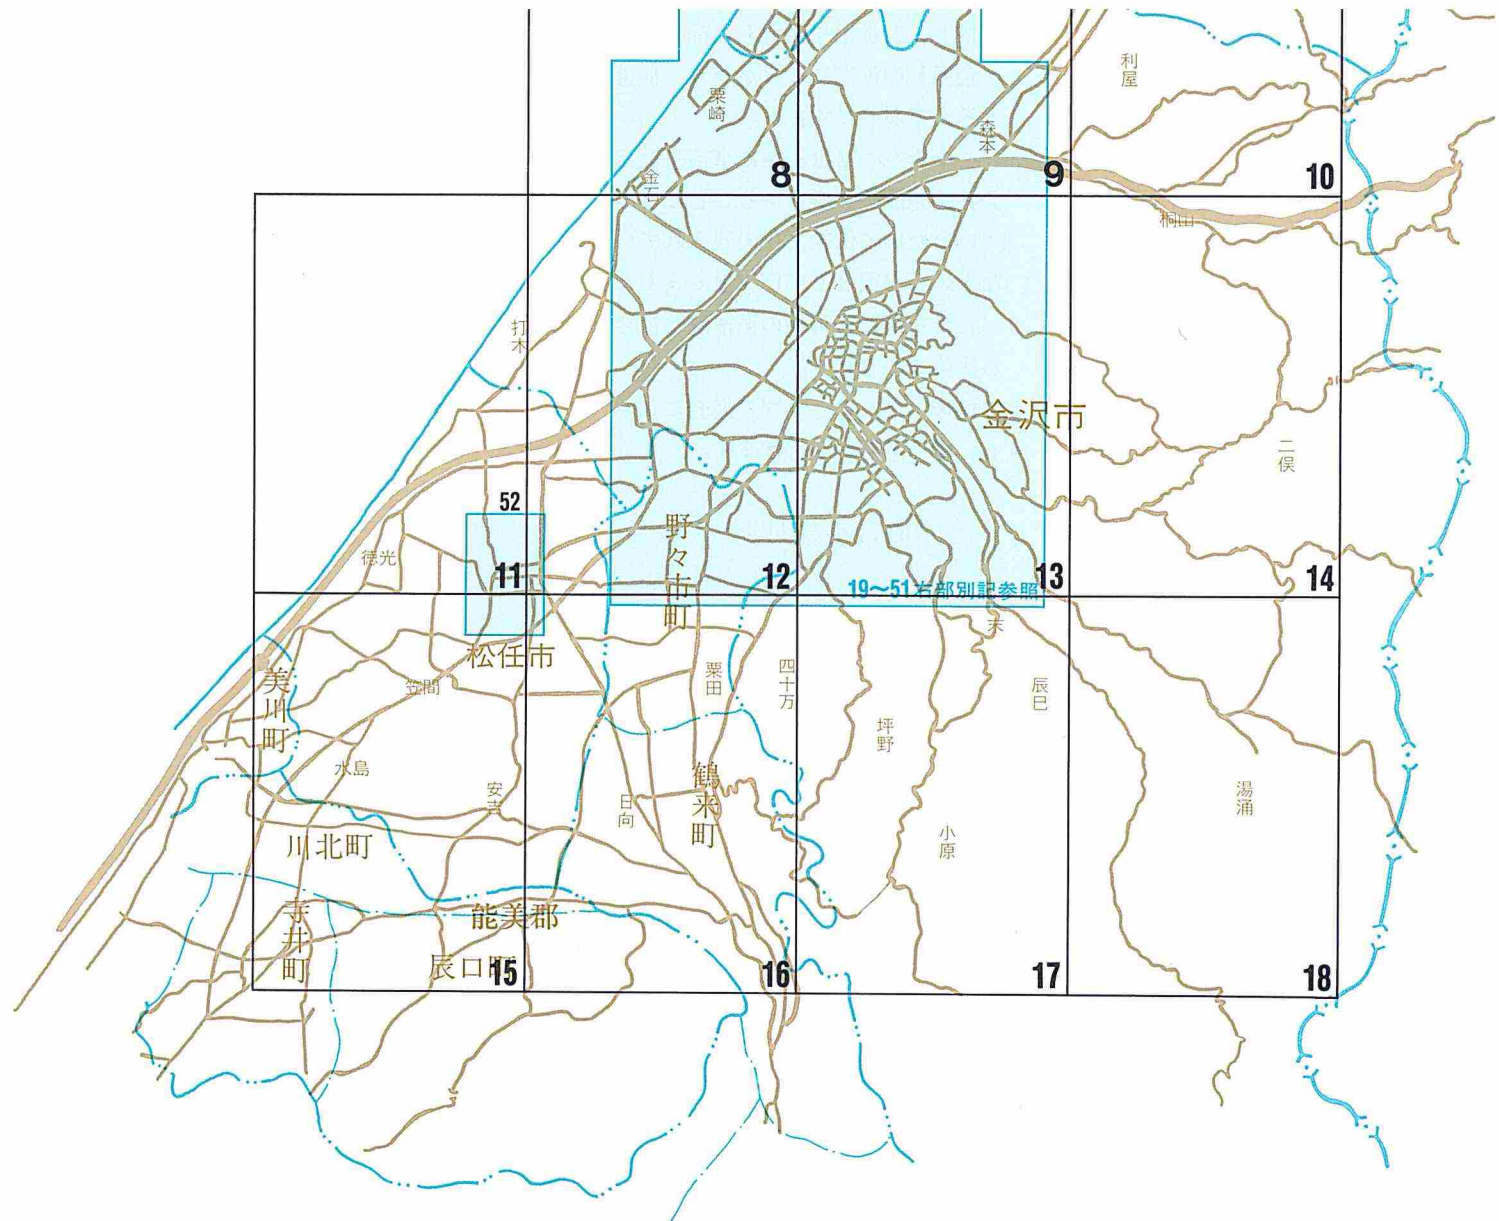 利屋
粟崎
森本
金石
8
9
10
桐山
打木
金沢市
二俣
52
野々市町
徳光
11
12
13
14
19〜51右部別記参照
末
松任市
美川町
笠間
粟田
四十万
辰巳
坪野
水島
安吉
日向
鶴来町
湯涌
川北町
小原
寺井町
能美郡
辰口町
15
16
17
18